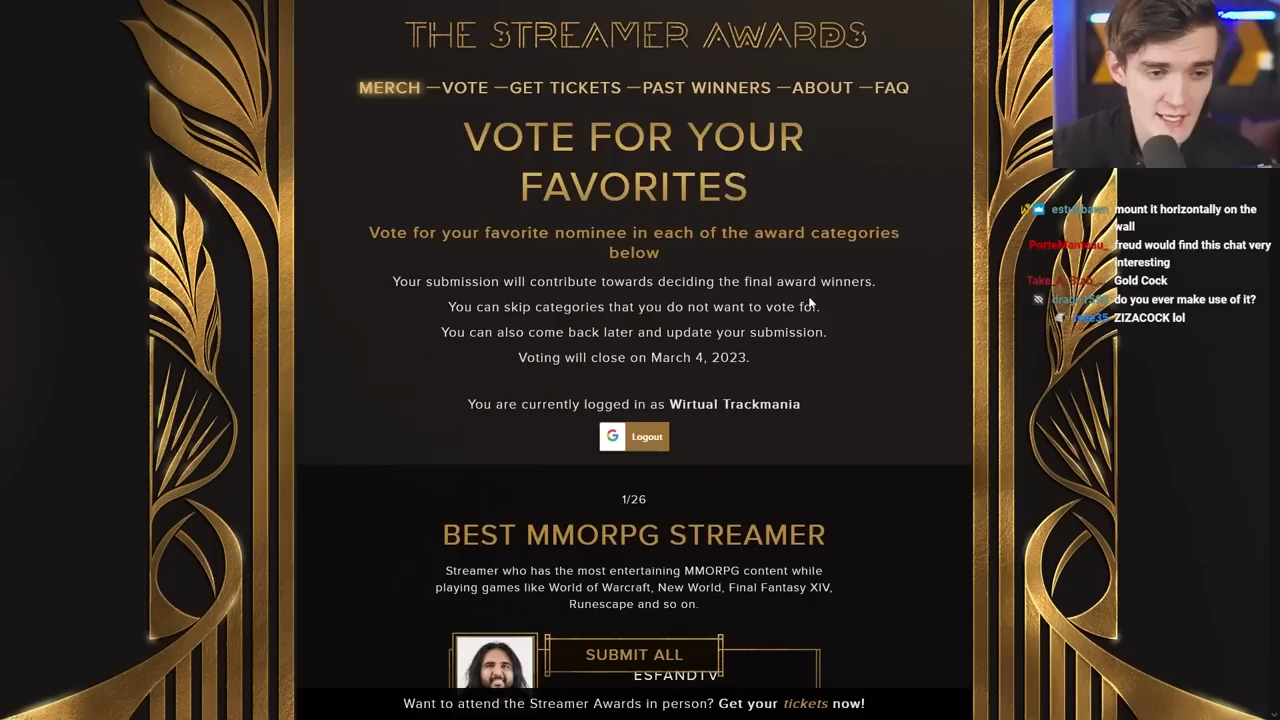 THE STREAMER AWARDS
MERCH —VOTE —GET TICKETS —PAST WINNERS —ABOUT —FAQ
VOTE FOR YOUR
FAVORITES
Vote for your favorite nominee in each of the award categories
below
Your submission will contribute towards deciding the final award winners.
You can skip categories that you do not want to vote for.
You can also come back later and update your submission.
Voting will close on March 4, 2023.
You are currently logged in as Wirtual Trackmania
Logout
1/26
BEST MMORPG STREAMER
Streamer who has the most entertaining MMORPG content while
playing games like World of Warcraft, New World, Final Fantasy XIV,
Runescape and so on.
SUBMIT ALL
ESFANDTV
Want to attend the Streamer Awards in person? Get your tickets now!
mount it horizontally on the
wall
freud would find this chat very
interesting
Gold Cock
do you ever make use of it?
ZIZACOCK lol